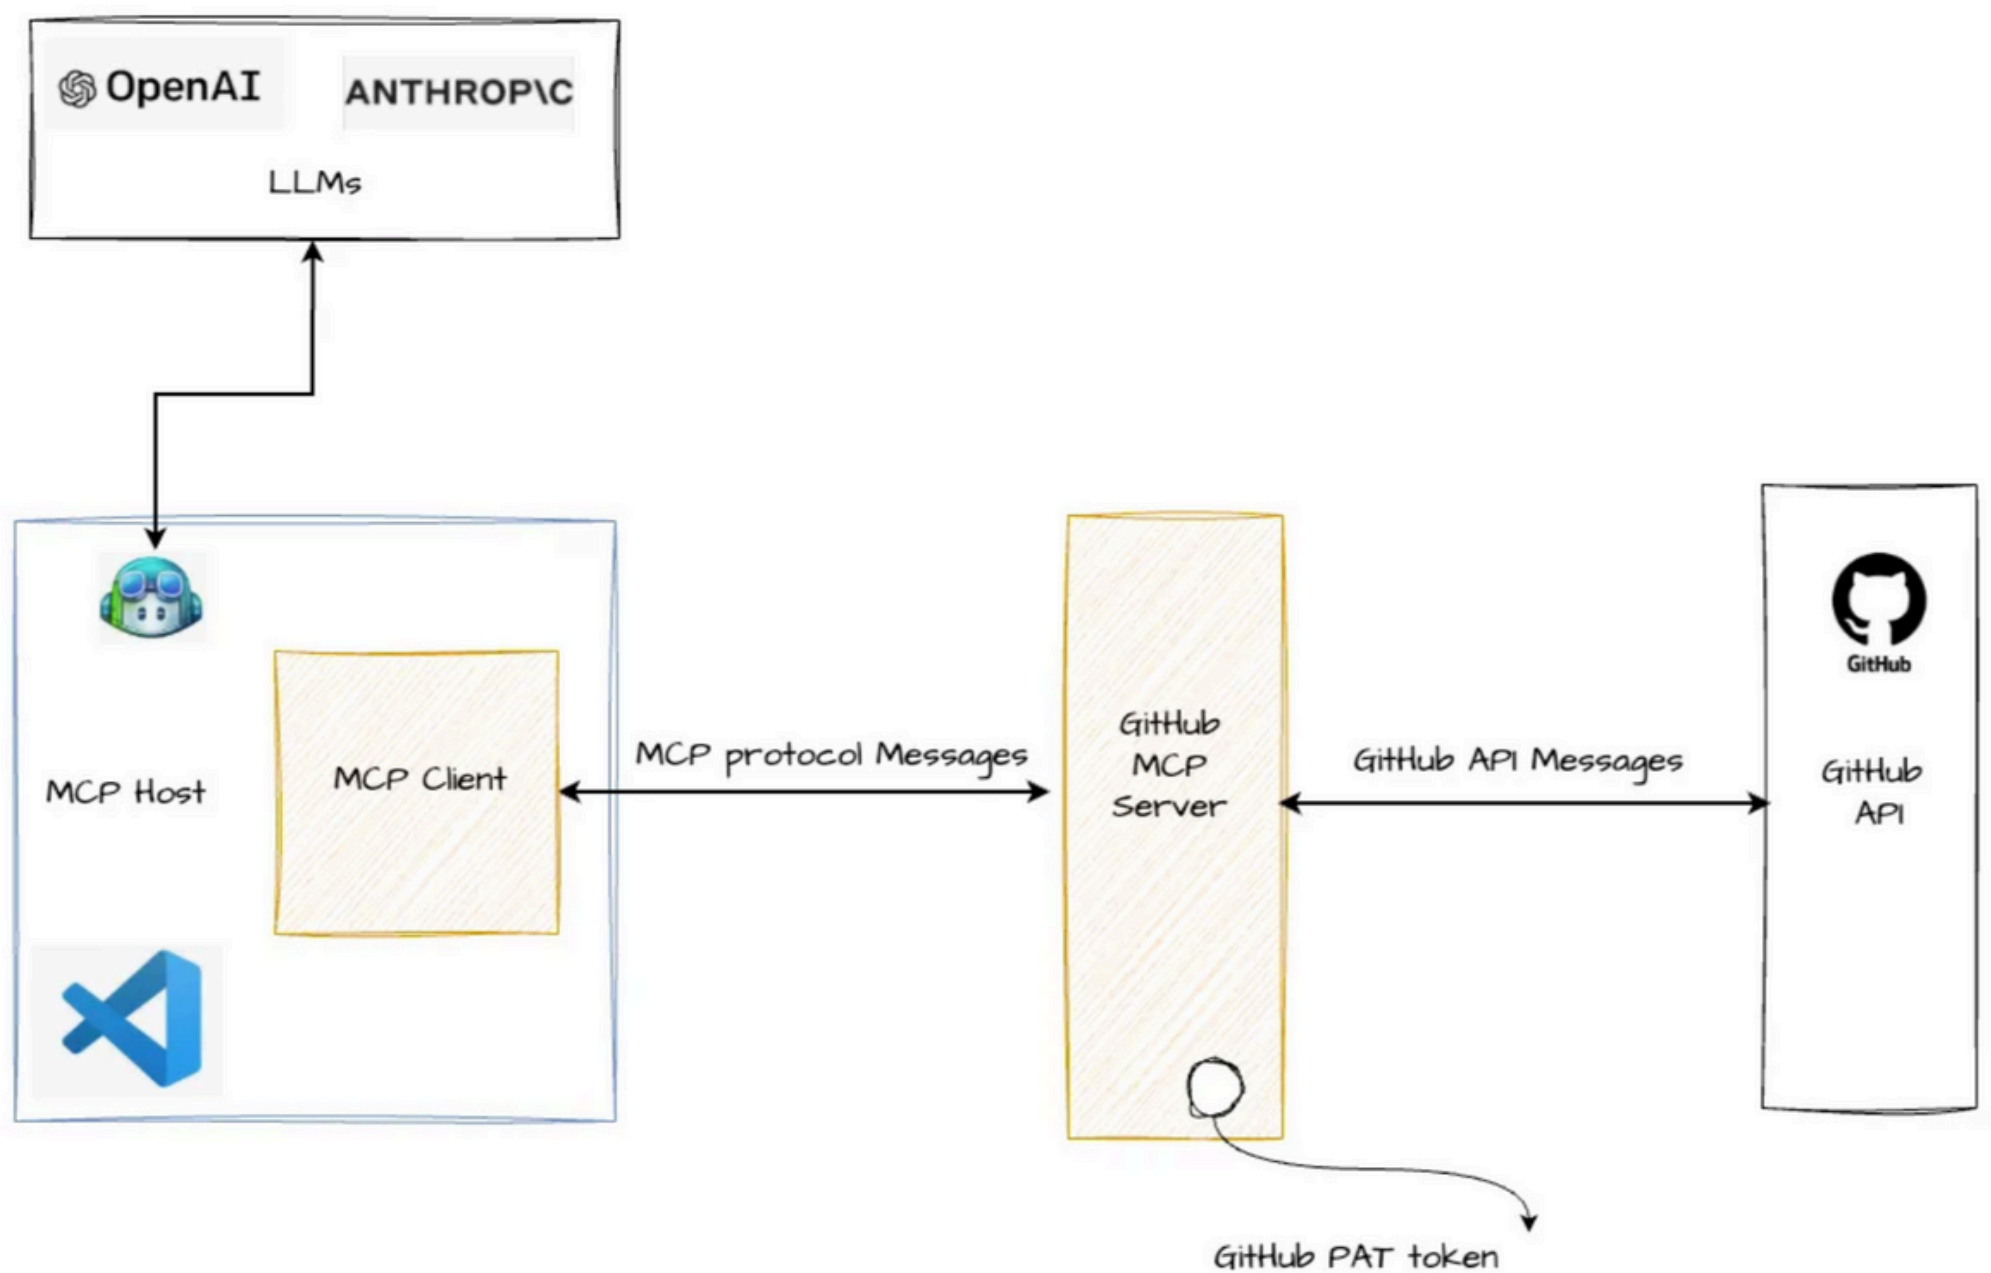 OpenAI
ANTHROP\C
LLMs
MCP Host
MCP Client
MCP protocol Messages
GitHub
MCP
Server
GitHub API Messages
GitHub
GitHub
API
GitHub PAT token